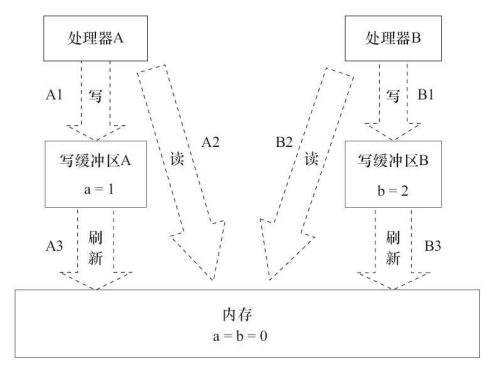 处理器A
处理器B
A1
写
写
B1
A2
读
B2
读
写缓冲区A
a = 1
写缓冲区B
b = 2
A3
刷新
刷新
B3
内存
a = b = 0